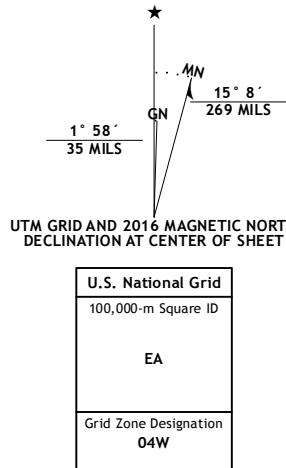 ★
MN
GN
15° 8´
269 MILS
1° 58´
35 MILS
UTM GRID AND 2016 MAGNETIC NORT
DECLINATION AT CENTER OF SHEET
U.S. National Grid
100,000-m Square ID
EA
Grid Zone Designation
04W